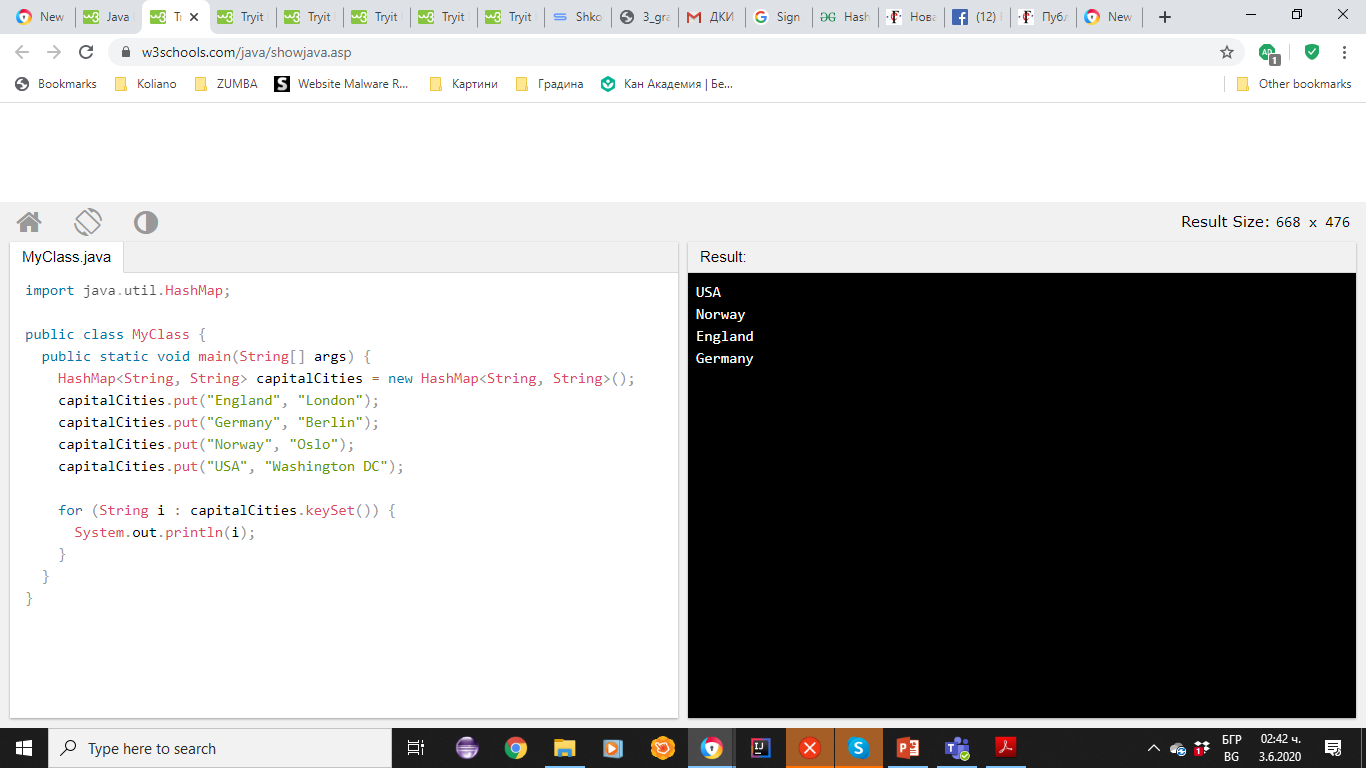 New
Java
Tr
Tryit
Tryit
Tryit
Tryit
Tryit
Shko
3_gra
ДКИ
Sign
Hash
Нова
(12)
Публ
New
w3schools.com/java/showjava.asp
AD
1
Bookmarks
Koliano
ZUMBA
Website Malware R...
Картини
Градина
Кан Академия | Бе...
Other bookmarks
Result Size: 668 x 476
MyClass.java
import java.util.HashMap;
public class MyClass {
public static void main(String[] args) {
HashMap<String, String> capitalCities = new HashMap<String, String>();
capitalCities.put("England", "London");
capitalCities.put("Germany", "Berlin");
capitalCities.put("Norway", "Oslo");
capitalCities.put("USA", "Washington DC");
for (String i : capitalCities.keySet()) {
System.out.println(i);
}
}
}
Result:
USA
Norway
England
Germany
Type here to search
БГР
BG
02:42 ч.
3.6.2020